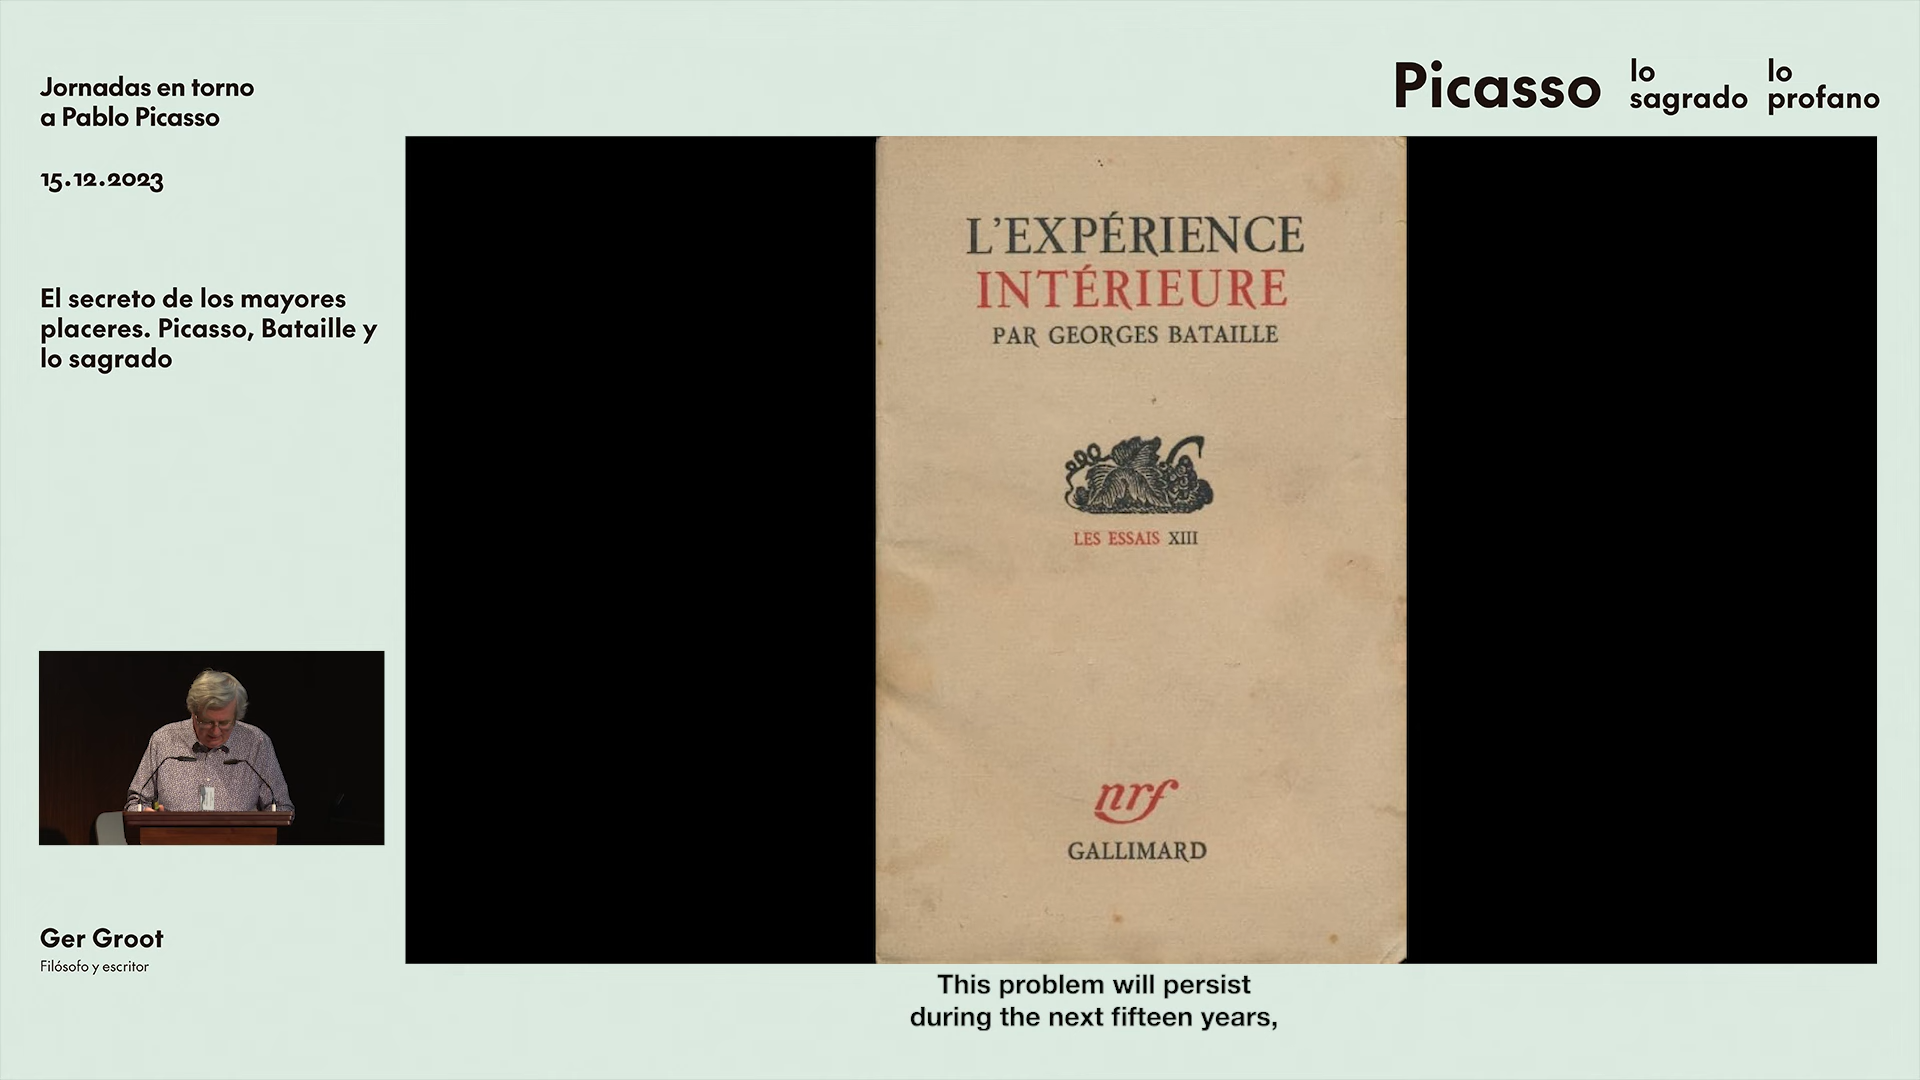 Jornadas en torno
a Pablo Picasso
15.12.2023
El secreto de los mayores
placeres. Picasso, Bataille y
lo sagrado
Ger Groot
Filósofo y escritor
Picasso
lo
sagrado
lo
profano
L'EXPÉRIENCE
INTÉRIEURE
PAR GEORGES BATAILLE
LES ESSAIS XIII
nrf
GALLIMARD
This problem will persist
during the next fifteen years,